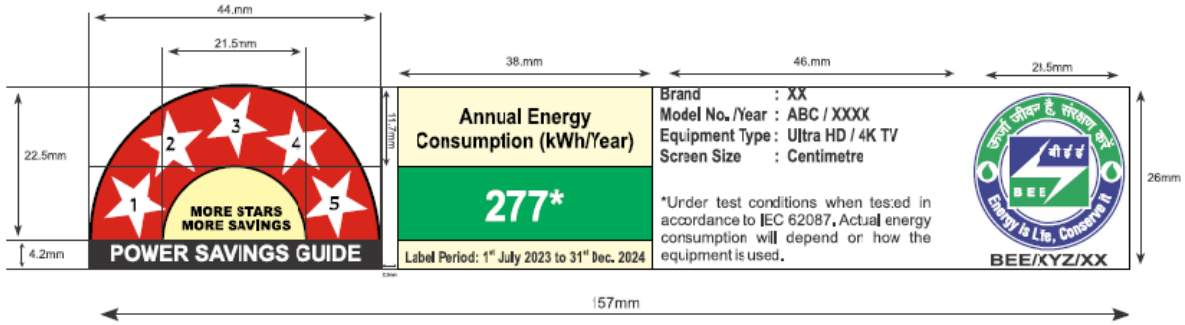 44.mm
21.5mm
38.mm
46.mm
28.5mm
22.5mm
11.7mm
4.2mm
26mm
157mm
1
2
3
4
5
MORE STARS
MORE SAVINGS
POWER SAVINGS GUIDE
Annual Energy
Consumption (kWh/Year)
277*
Label Period: 1st July 2023 to 31st Dec. 2024
Brand : XX
Model No./Year : ABC / XXXX
Equipment Type : Ultra HD / 4K TV
Screen Size : Centimetre
*Under test conditions when tested in
accordance to IEC 62087. Actual energy
consumption will depend on how the
equipment is used.
ऊर्जा जीवन है, संरक्षण करें
बीईई
BEE
Energy is Life, Conserve it
BEE/XYZ/XX